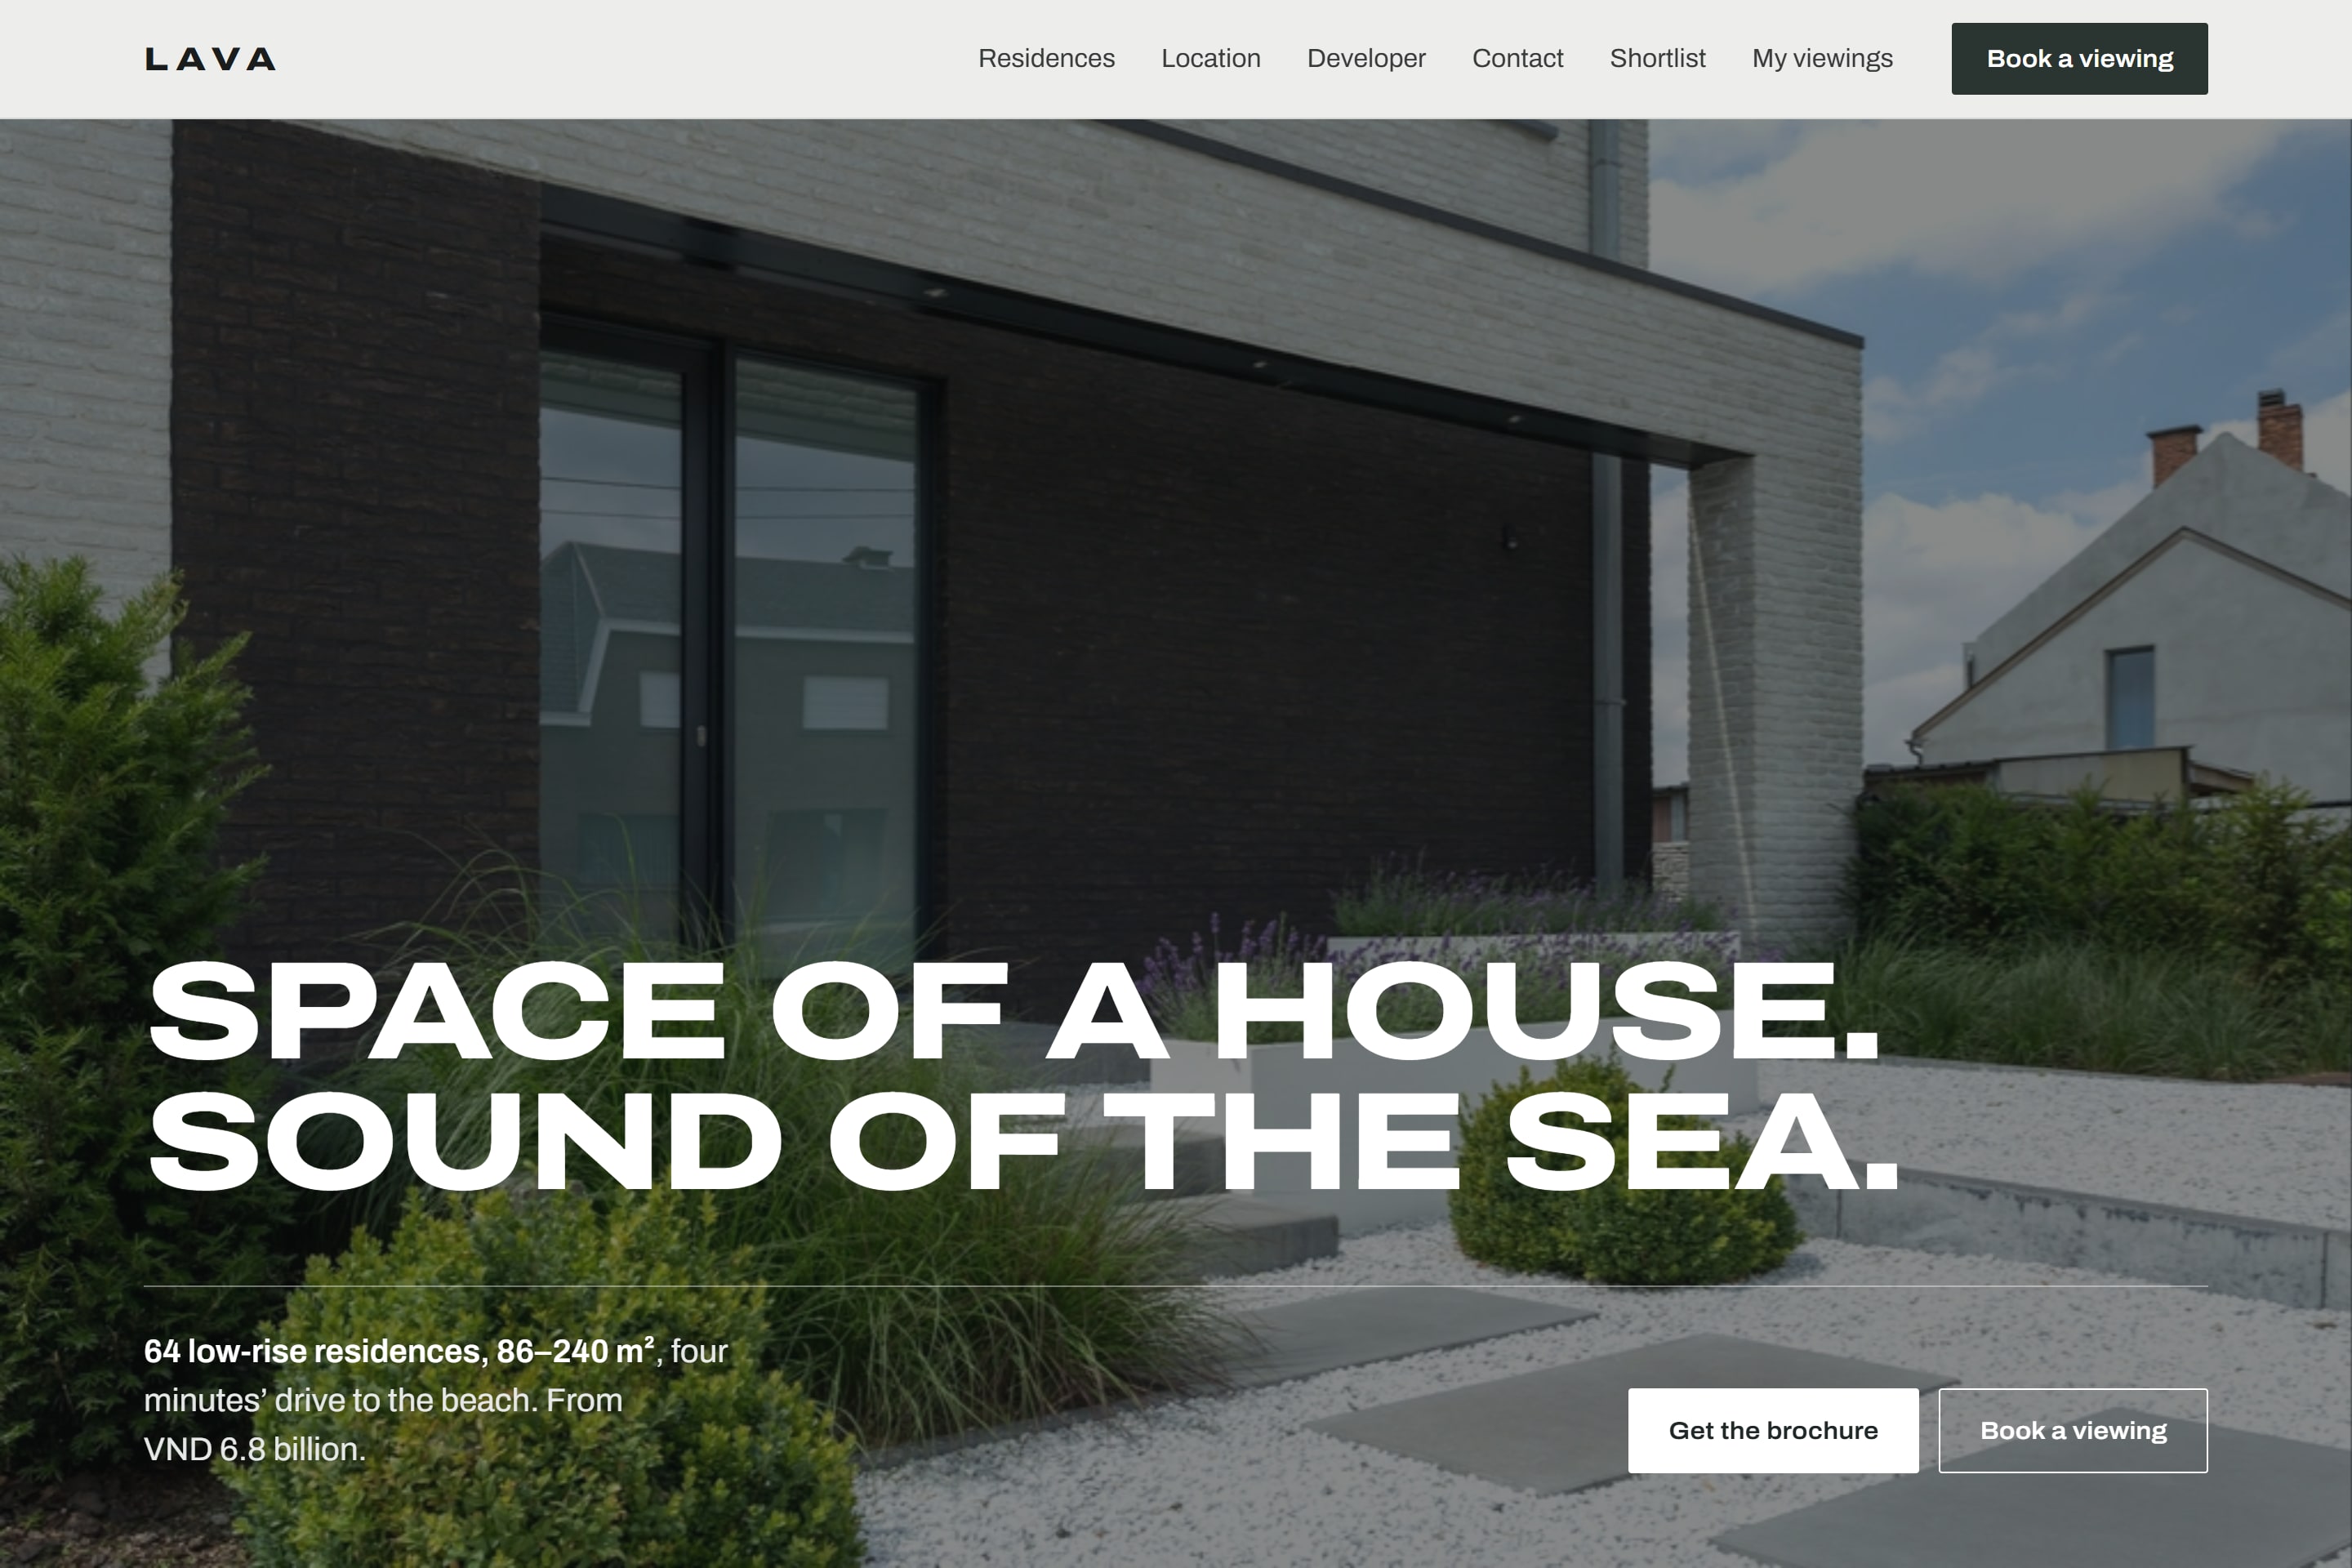 LAVA
Residences
Location
Developer
Contact
Shortlist
My viewings
Book a viewing
SPACE OF A HOUSE.
SOUND OF THE SEA.
64 low-rise residences, 86–240 m², four
minutes’ drive to the beach. From
VND 6.8 billion.
Get the brochure
Book a viewing